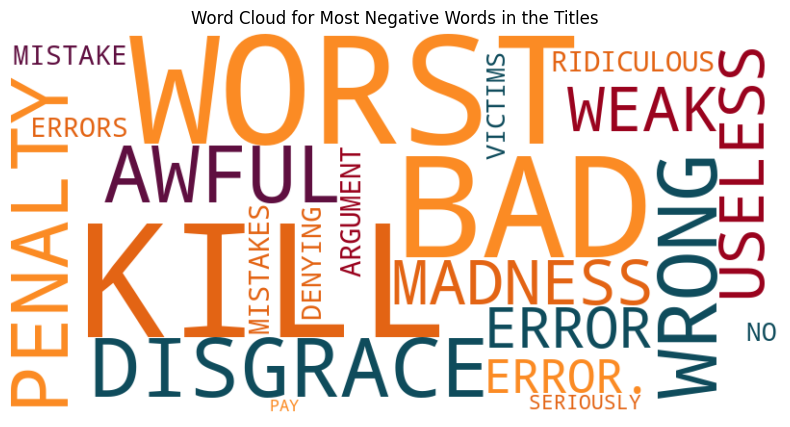 Word Cloud for Most Negative Words in the Titles
MISTAKE
WORST
VICTIMS
RIDICULOUS
USELESS
ERRORS
WEAK
PENALTY
AWFUL
ARGUMENT
BAD
WRONG
KILL
MISTAKES
DENYING
MADNESS
ERROR
NO
DISGRACE
ERROR.
SERIOUSLY
PAY